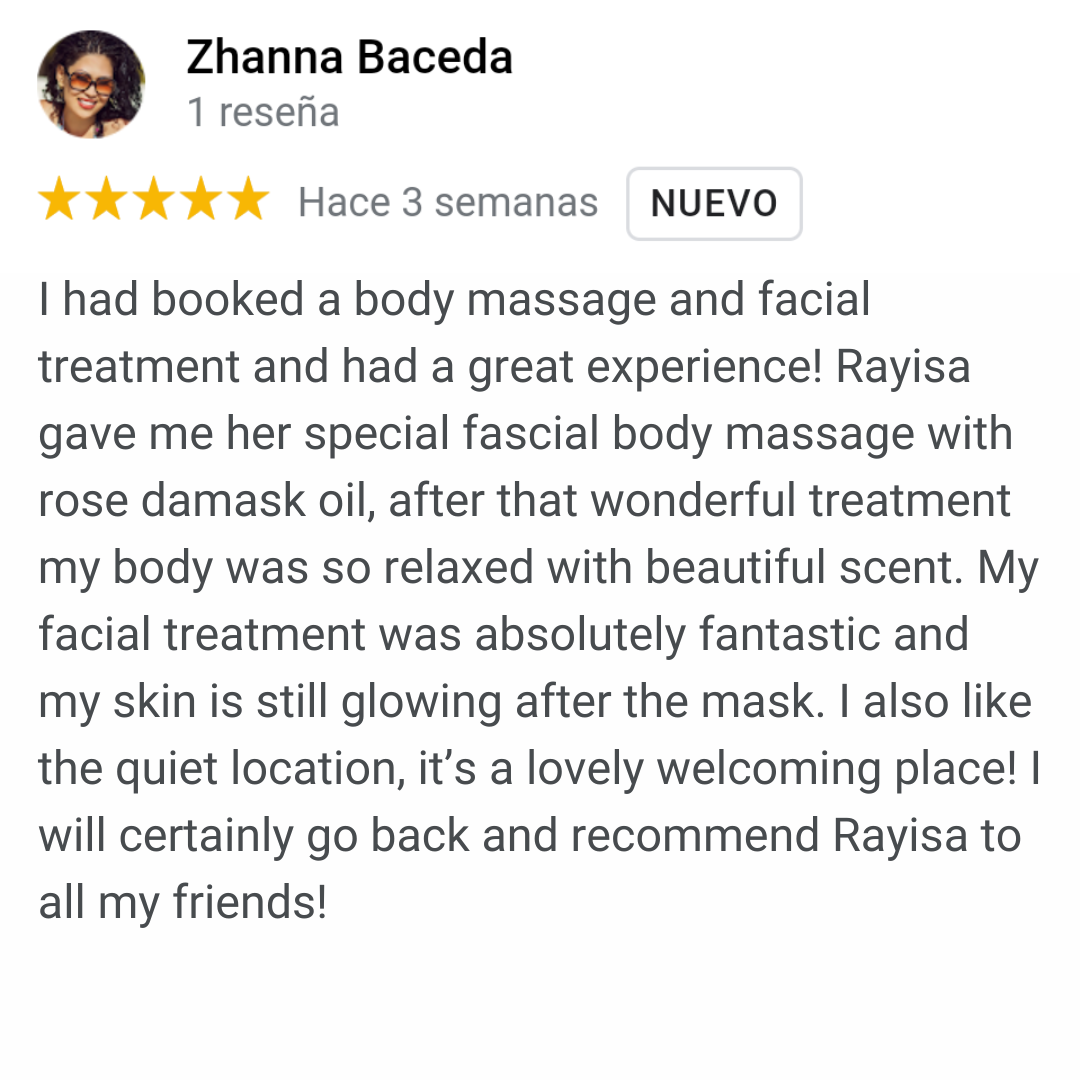 Zhanna Baceda
1 reseña
Hace 3 semanas NUEVO
I had booked a body massage and facial
treatment and had a great experience! Rayisa
gave me her special fascial body massage with
rose damask oil, after that wonderful treatment
my body was so relaxed with beautiful scent. My
facial treatment was absolutely fantastic and
my skin is still glowing after the mask. I also like
the quiet location, it’s a lovely welcoming place! I
will certainly go back and recommend Rayisa to
all my friends!